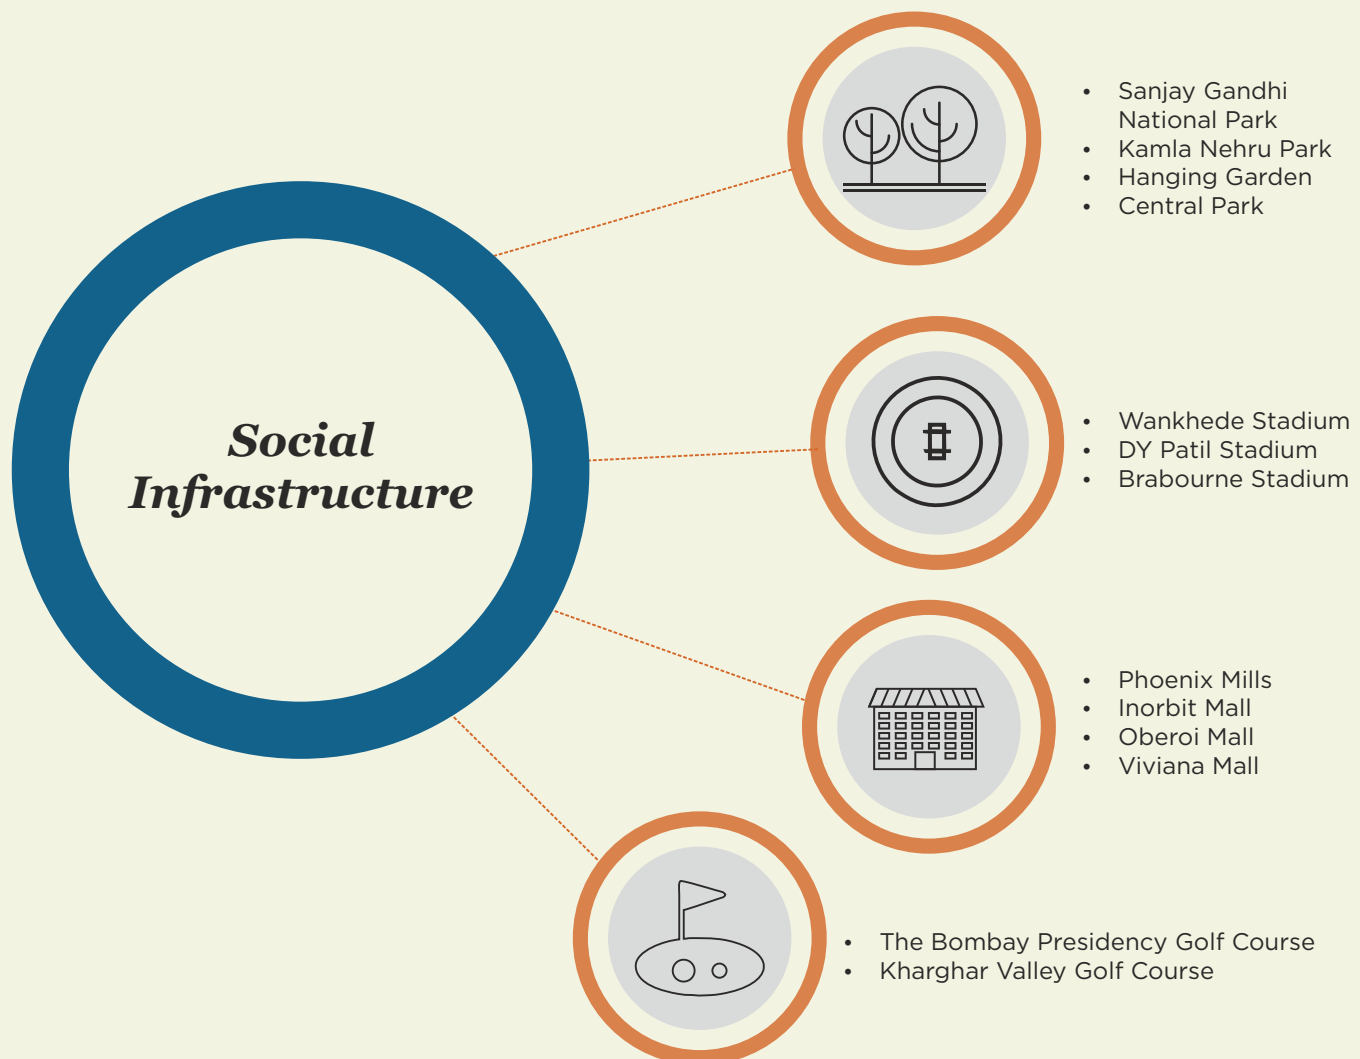 Social
Infrastructure
• Sanjay Gandhi
National Park
• Kamla Nehru Park
• Hanging Garden
• Central Park
• Wankhede Stadium
• DY Patil Stadium
• Brabourne Stadium
• Phoenix Mills
• Inorbit Mall
• Oberoi Mall
• Viviana Mall
• The Bombay Presidency Golf Course
• Kharghar Valley Golf Course